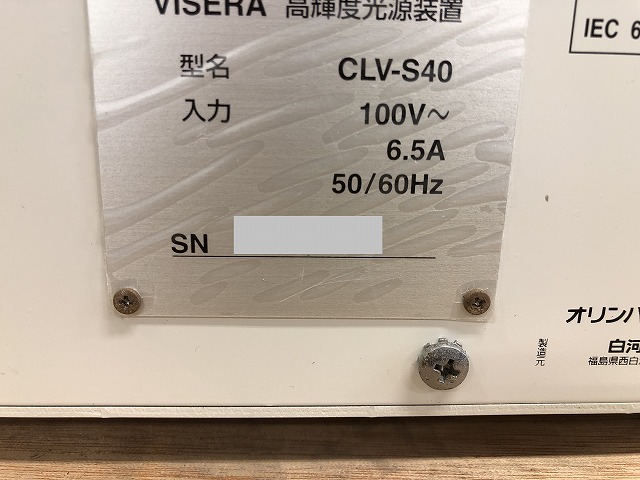 VISERA 高輝度光源装置
型名 CLV-S40
入力 100V～
6.5A
50/60Hz
SN
IEC 6
オリンパ
製造元
白河
福島県西白